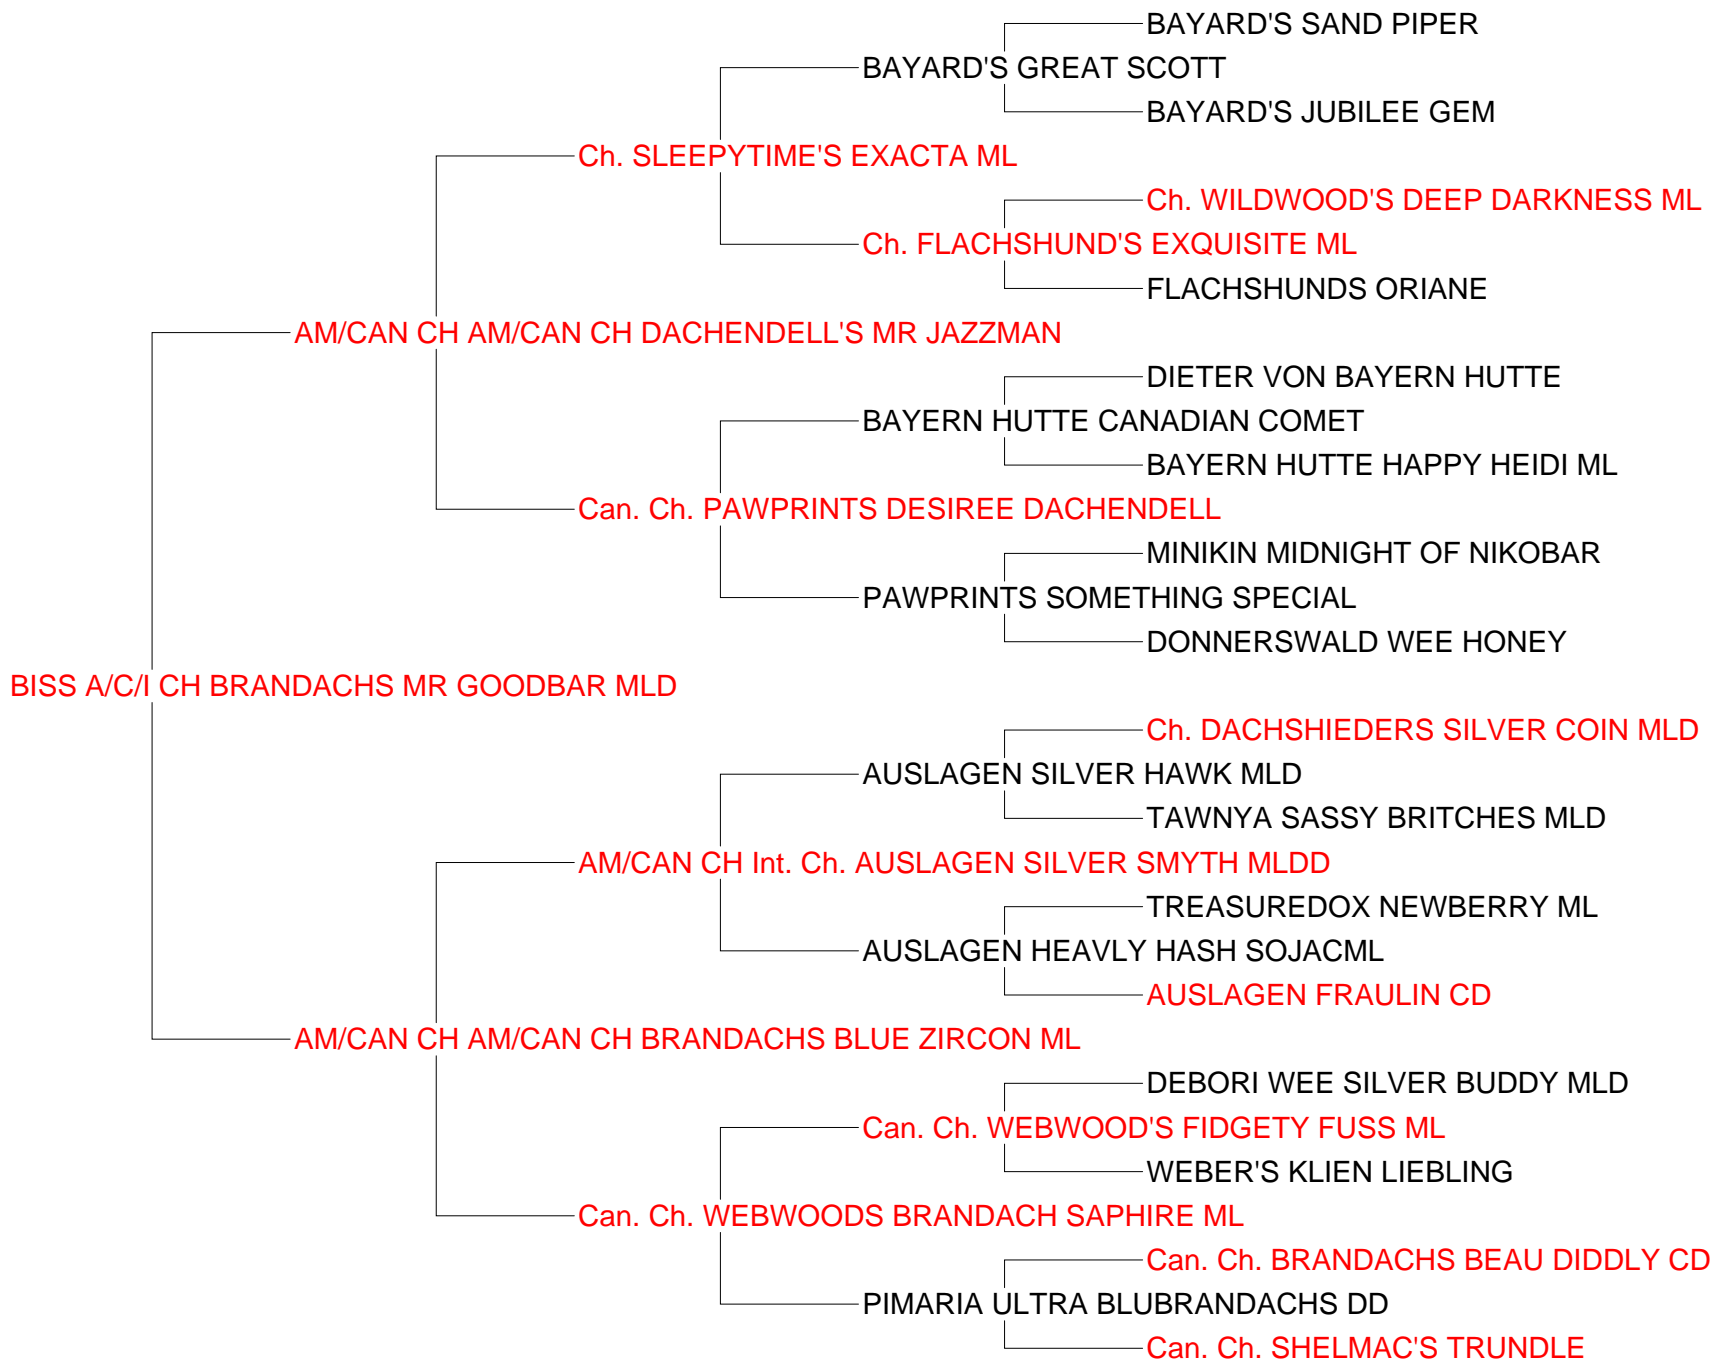 BAYARD'S SAND PIPER
BAYARD'S GREAT SCOTT
BAYARD'S JUBILEE GEM
Ch. SLEEPYTIME'S EXACTA ML
Ch. WILDWOOD'S DEEP DARKNESS ML
Ch. FLACHSHUND'S EXQUISITE ML
FLACHSHUNDS ORIANE
AM/CAN CH AM/CAN CH DACHENDELL'S MR JAZZMAN
DIETER VON BAYERN HUTTE
BAYERN HUTTE CANADIAN COMET
BAYERN HUTTE HAPPY HEIDI ML
Can. Ch. PAWPRINTS DESIREE DACHENDELL
MINIKIN MIDNIGHT OF NIKOBAR
PAWPRINTS SOMETHING SPECIAL
DONNERSWALD WEE HONEY
BISS A/C/I CH BRANDACHS MR GOODBAR MLD
Ch. DACHSHIEDERS SILVER COIN MLD
AUSLAGEN SILVER HAWK MLD
TAWNYA SASSY BRITCHES MLD
AM/CAN CH Int. Ch. AUSLAGEN SILVER SMYTH MLDD
TREASUREDOX NEWBERRY ML
AUSLAGEN HEAVLY HASH SOJACML
AUSLAGEN FRAULIN CD
AM/CAN CH AM/CAN CH BRANDACHS BLUE ZIRCON ML
DEBORI WEE SILVER BUDDY MLD
Can. Ch. WEBWOOD'S FIDGETY FUSS ML
WEBER'S KLIEN LIEBLING
Can. Ch. WEBWOODS BRANDACH SAPHIRE ML
Can. Ch. BRANDACHS BEAU DIDDLY CD
PIMARIA ULTRA BLUBRANDACHS DD
Can. Ch. SHELMAC'S TRUNDLE